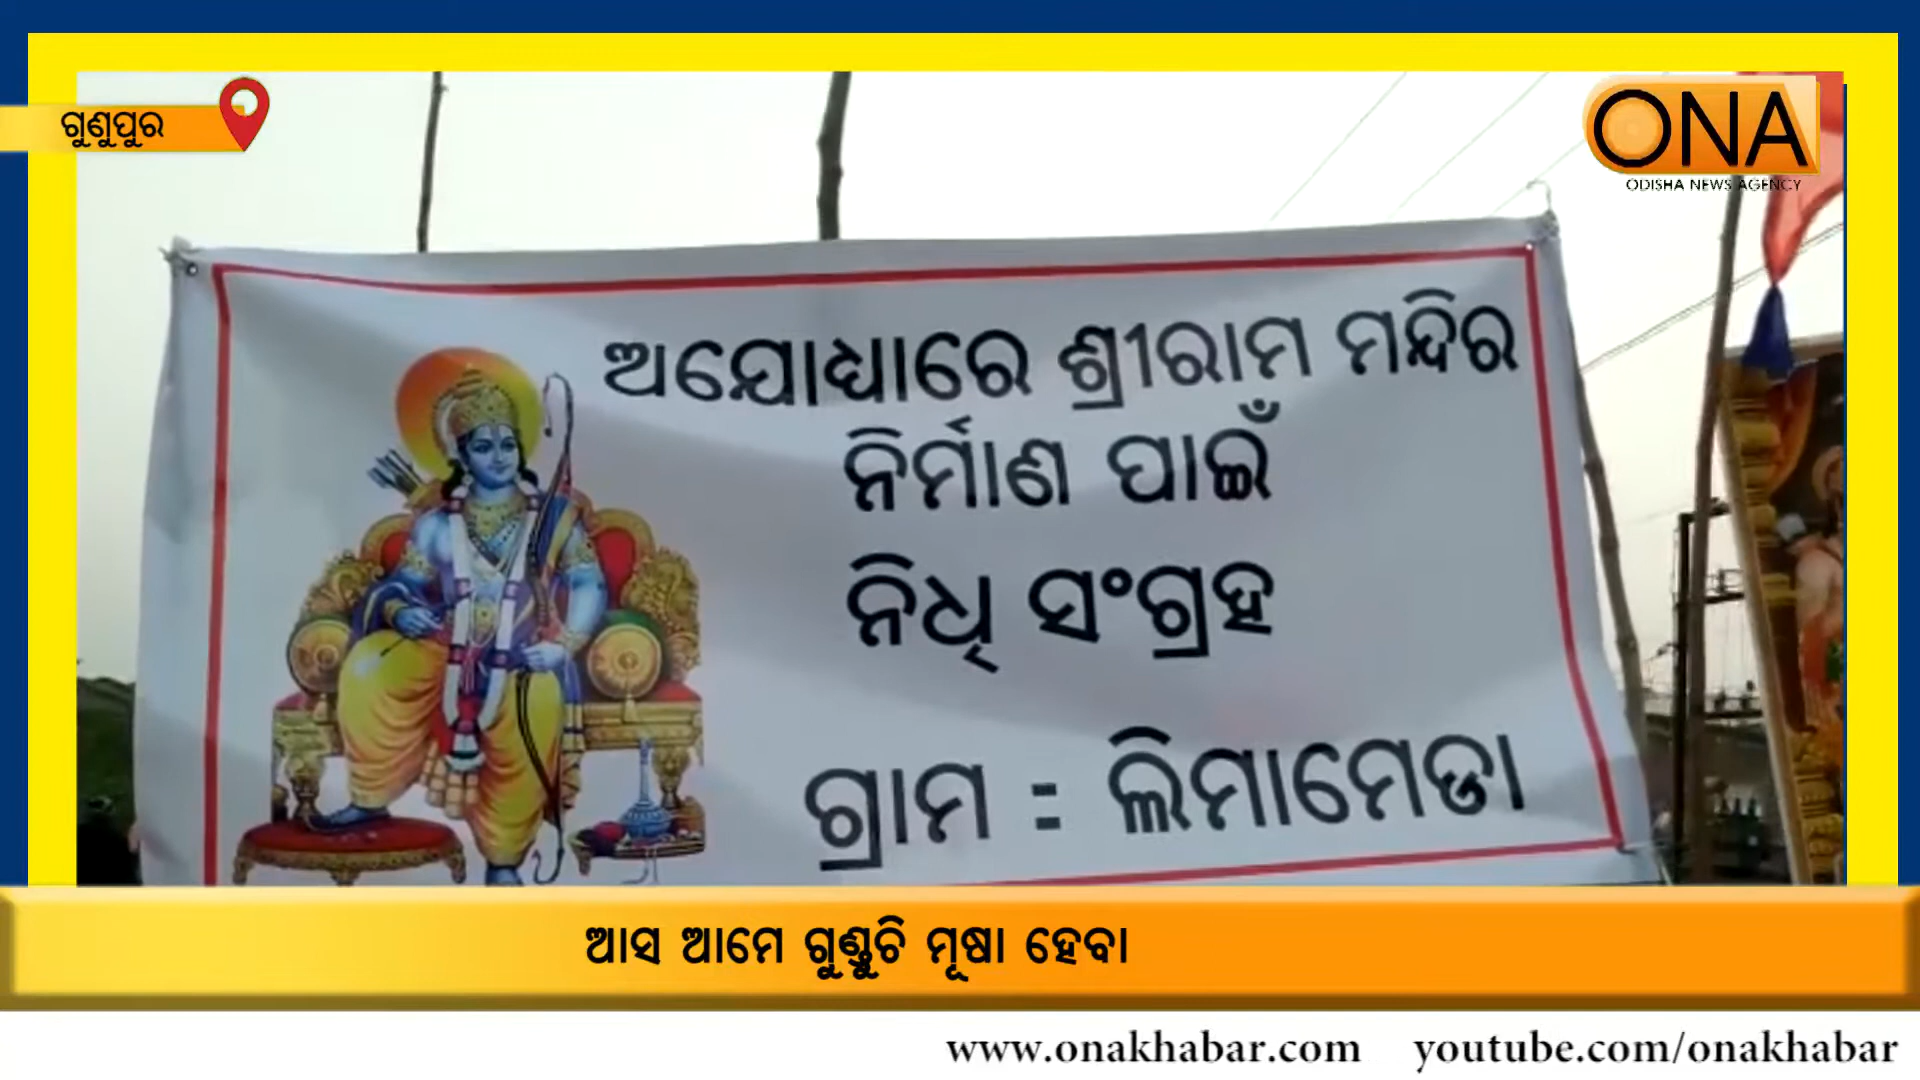 ଗୁଣୁପୁର
ONA
ODISHA NEWS AGENCY
ଅଯୋଧ୍ୟାରେ ଶ୍ରୀରାମ ମନ୍ଦିର
ନିର୍ମାଣ ପାଇଁ
ନିଧି ସଂଗ୍ରହ
ଗ୍ରାମ : ଲିମାମେଡା
ଆସ ଆମେ ଗୁଣ୍ଡୁଚି ମୂଷା ହେବା
www.onakhabar.com youtube.com/onakhabar